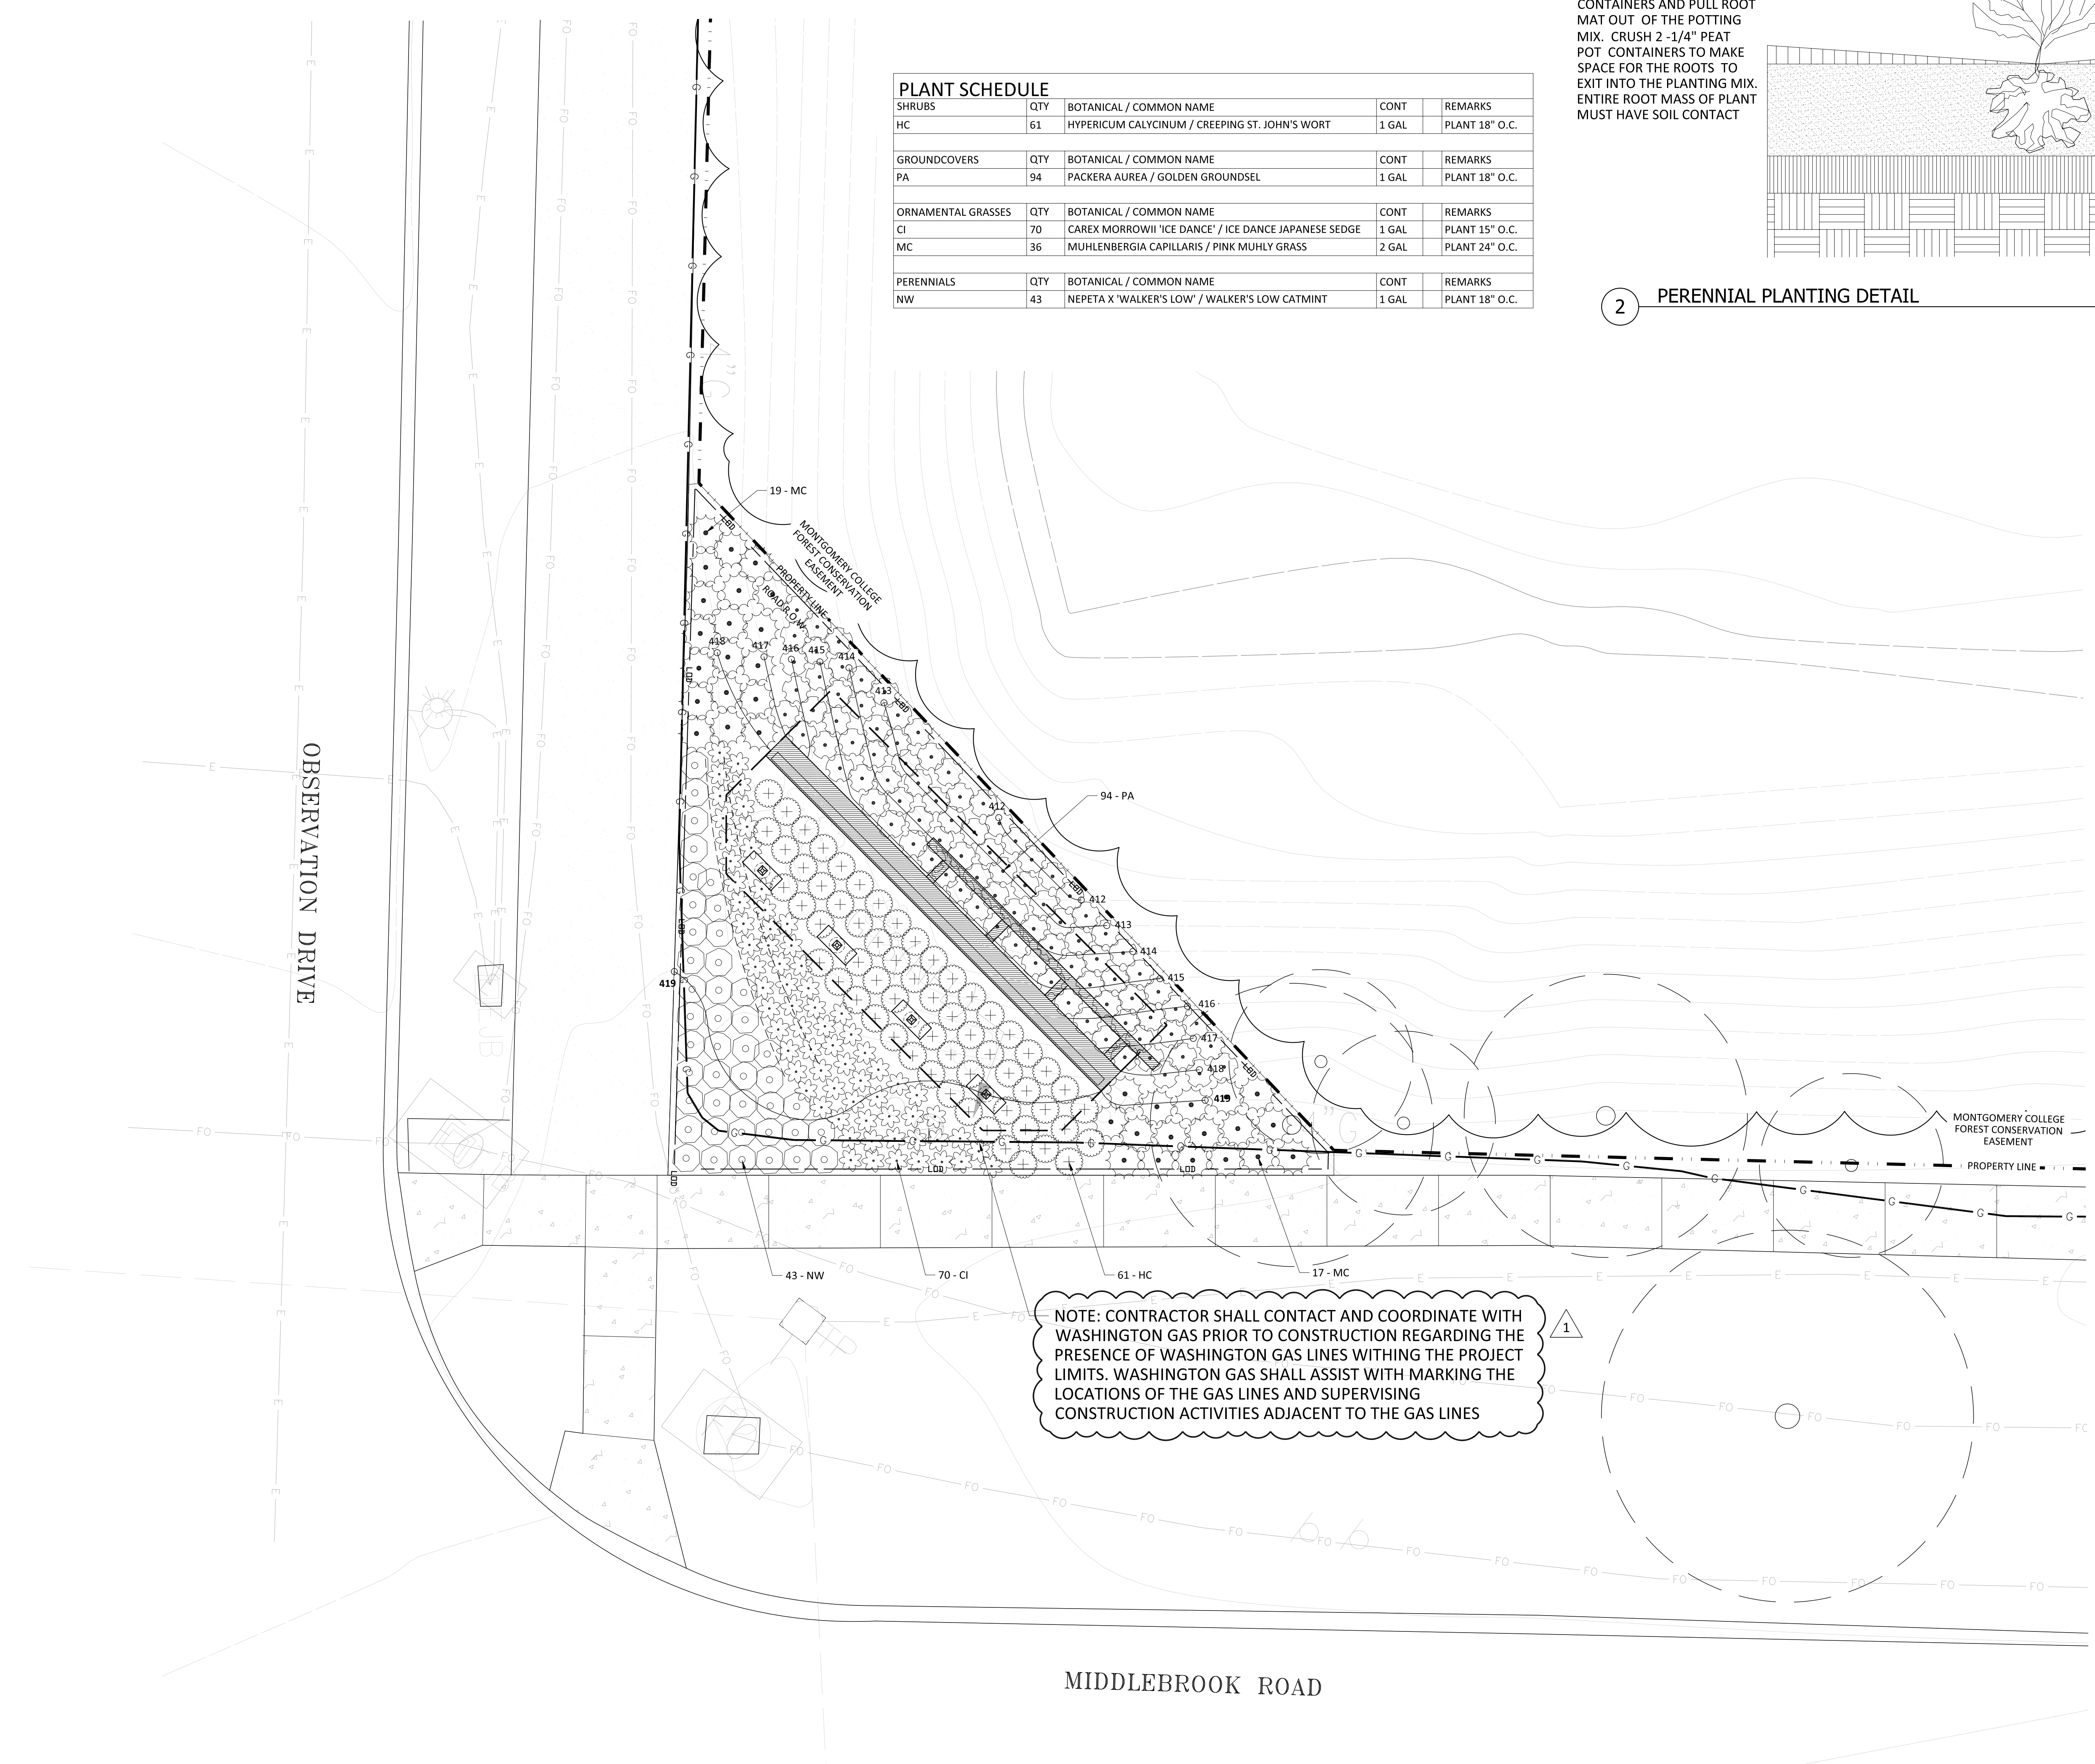 CONTAINERS AND PULL ROOT
MAT OUT OF THE POTTING
MIX. CRUSH 2 -1/4" PEAT
POT CONTAINERS TO MAKE
SPACE FOR THE ROOTS TO
EXIT INTO THE PLANTING MIX.
ENTIRE ROOT MASS OF PLANT
MUST HAVE SOIL CONTACT
2 PERENNIAL PLANTING DETAIL
PLANT SCHEDULE
SHRUBS QTY BOTANICAL / COMMON NAME CONT REMARKS
HC 61 HYPERICUM CALYCINUM / CREEPING ST. JOHN'S WORT 1 GAL PLANT 18" O.C.
GROUNDCOVERS QTY BOTANICAL / COMMON NAME CONT REMARKS
PA 94 PACKERA AUREA / GOLDEN GROUNDSEL 1 GAL PLANT 18" O.C.
ORNAMENTAL GRASSES QTY BOTANICAL / COMMON NAME CONT REMARKS
CI 70 CAREX MORROWII 'ICE DANCE' / ICE DANCE JAPANESE SEDGE 1 GAL PLANT 15" O.C.
MC 36 MUHLENBERGIA CAPILLARIS / PINK MUHLY GRASS 2 GAL PLANT 24" O.C.
PERENNIALS QTY BOTANICAL / COMMON NAME CONT REMARKS
NW 43 NEPETA X 'WALKER'S LOW' / WALKER'S LOW CATMINT 1 GAL PLANT 18" O.C.
19 - MC
MONTGOMERY COLLEGE
FOREST CONSERVATION
EASEMENT
PROPERTY LINE
ROAD R.O.W
LOD
418
417
416
415
414
413
LOD
LOD
412
94 - PA
LOD
412
413
414
415
416
417
418
419
LOD
LOD
419
OBSERVATION DRIVE
MONTGOMERY COLLEGE
FOREST CONSERVATION
EASEMENT
PROPERTY LINE
LOD
LOD
LOD
43 - NW
70 - CI
61 - HC
17 - MC
NOTE: CONTRACTOR SHALL CONTACT AND COORDINATE WITH
WASHINGTON GAS PRIOR TO CONSTRUCTION REGARDING THE
PRESENCE OF WASHINGTON GAS LINES WITHING THE PROJECT
LIMITS. WASHINGTON GAS SHALL ASSIST WITH MARKING THE
LOCATIONS OF THE GAS LINES AND SUPERVISING
CONSTRUCTION ACTIVITIES ADJACENT TO THE GAS LINES
1
MIDDLEBROOK ROAD